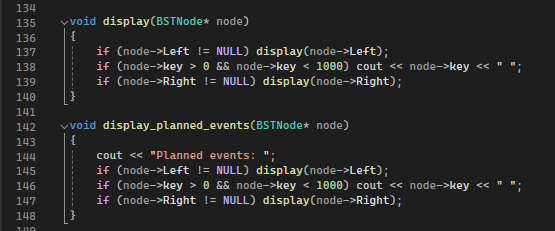 134
135 void display(BSTNode* node)
136 {
137 if (node->Left != NULL) display(node->Left);
138 if (node->key > 0 && node->key < 1000) cout << node->key << " ";
139 if (node->Right != NULL) display(node->Right);
140 }
141
142 void display_planned_events(BSTNode* node)
143 {
144 cout << "Planned events: ";
145 if (node->Left != NULL) display(node->Left);
146 if (node->key > 0 && node->key < 1000) cout << node->key << " ";
147 if (node->Right != NULL) display(node->Right);
148 }
149